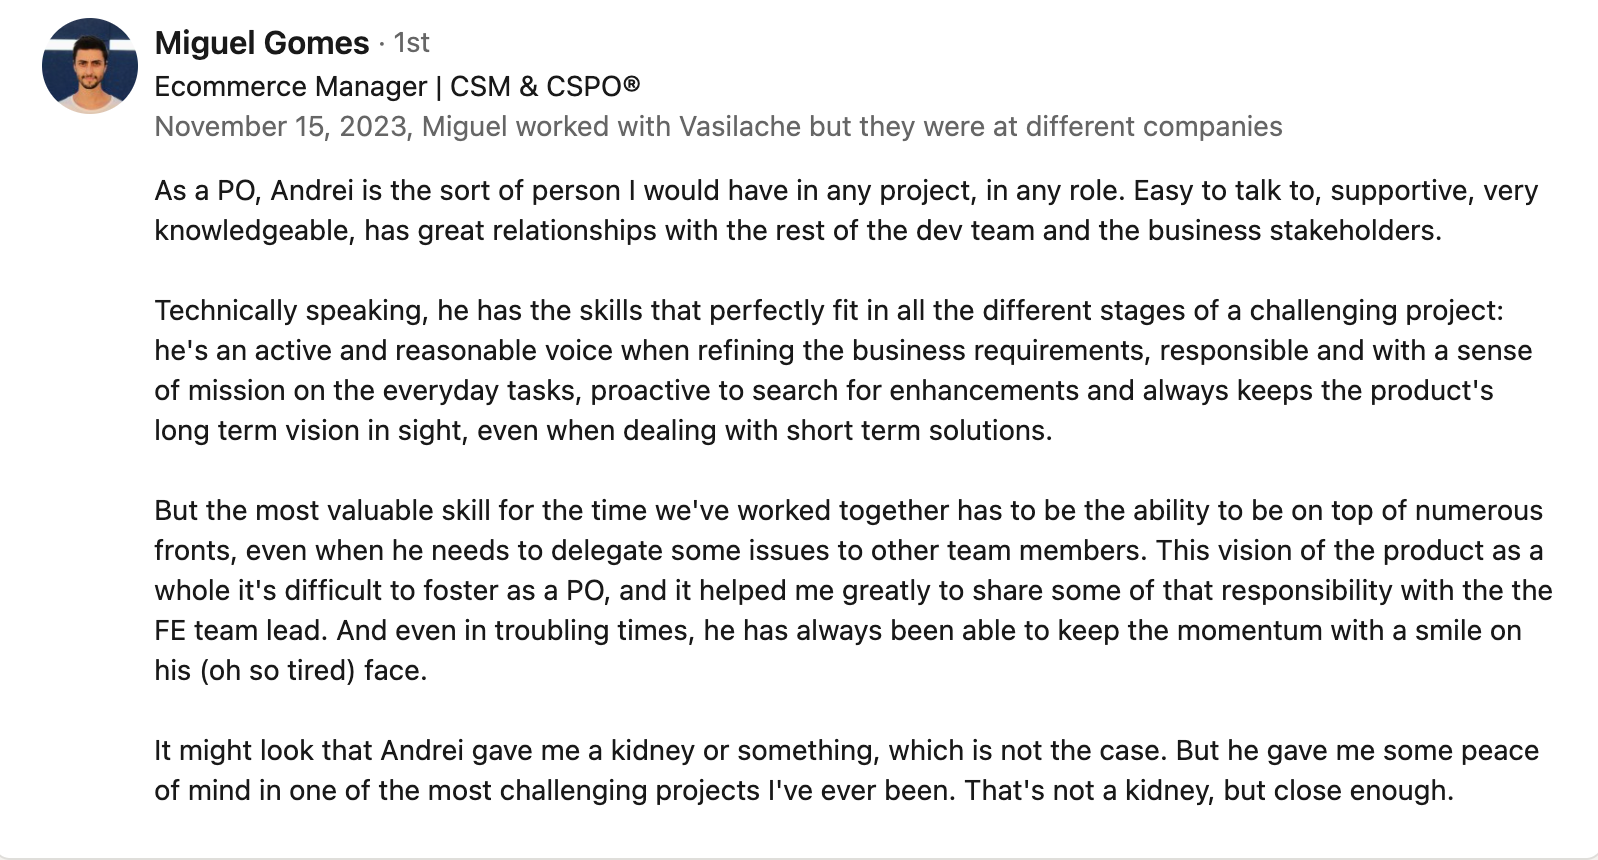 Miguel Gomes · 1st
Ecommerce Manager | CSM & CSPO®
November 15, 2023, Miguel worked with Vasilache but they were at different companies
As a PO, Andrei is the sort of person I would have in any project, in any role. Easy to talk to, supportive, very
knowledgeable, has great relationships with the rest of the dev team and the business stakeholders.
Technically speaking, he has the skills that perfectly fit in all the different stages of a challenging project:
he's an active and reasonable voice when refining the business requirements, responsible and with a sense
of mission on the everyday tasks, proactive to search for enhancements and always keeps the product's
long term vision in sight, even when dealing with short term solutions.
But the most valuable skill for the time we've worked together has to be the ability to be on top of numerous
fronts, even when he needs to delegate some issues to other team members. This vision of the product as a
whole it's difficult to foster as a PO, and it helped me greatly to share some of that responsibility with the the
FE team lead. And even in troubling times, he has always been able to keep the momentum with a smile on
his (oh so tired) face.
It might look that Andrei gave me a kidney or something, which is not the case. But he gave me some peace
of mind in one of the most challenging projects I've ever been. That's not a kidney, but close enough.